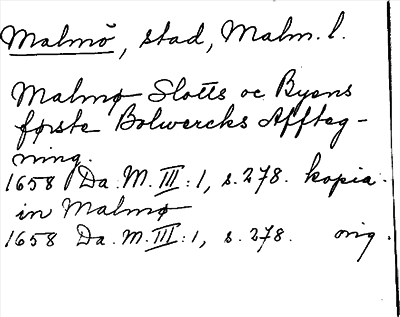 Malmö, stad, Malm. l.
Malmø Slotts oc Byens
første Bolwercks Affteg-
ning.
1658 Da. M. III: 1, s. 278. kopia.
in Malmø
1658 Da. M. III: 1, s. 278. orig.